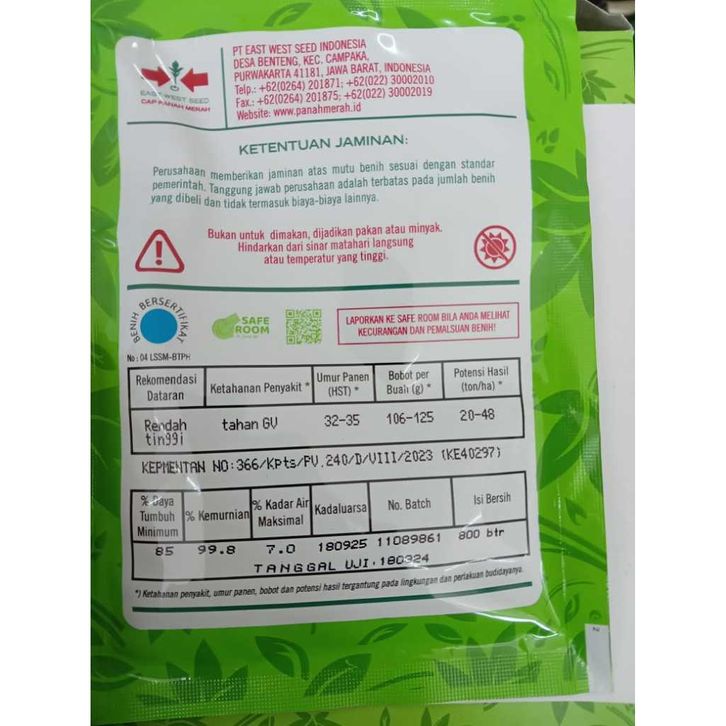 PT EAST WEST SEED INDONESIA
DESA BENTENG, KEC. CAMPAKA,
PURWAKARTA 41181, JAWA BARAT, INDONESIA
Telp.: +62(0264) 201871; +62(022) 30002010
Fax.: +62(0264) 201875; +62(022) 30002019
Website: www.panahmerah.id
EAST WEST SEED
CAP PANAH MERAH
KETENTUAN JAMINAN:
Perusahaan memberikan jaminan atas mutu benih sesuai dengan standar
pemerintah. Tanggung jawab perusahaan adalah terbatas pada jumlah benih
yang dibeli dan tidak termasuk biaya-biaya lainnya.
Bukan untuk dimakan, dijadikan pakan atau minyak.
Hindarkan dari sinar matahari langsung
atau temperatur yang tinggi.
BENIH BERSERTIFIKAT
No : 04 LSSM-BTPH
SAFE
ROOM
LAPORKAN KE SAFE ROOM BILA ANDA MELIHAT
KECURANGAN DAN PEMALSUAN BENIH!
Rekomendasi Dataran Ketahanan Penyakit * Umur Panen (HST) * Bobot per Buah (g) * Potensi Hasil (ton/ha) *
Rendah tinggi tahan GV 32-35 106-125 20-48
KEPMENTAN NO:366/Kpts/PV.240/D/VIII/2023 (KE40297)
% Daya Tumbuh Minimum % Kemurnian % Kadar Air Maksimal Kadaluarsa No. Batch Isi Bersih
85 99.8 7.0 180925 11089861 800 btr
TANGGAL UJI.180324
*) Ketahanan penyakit, umur panen, bobot dan potensi hasil tergantung pada lingkungan dan perlakuan budidayanya.